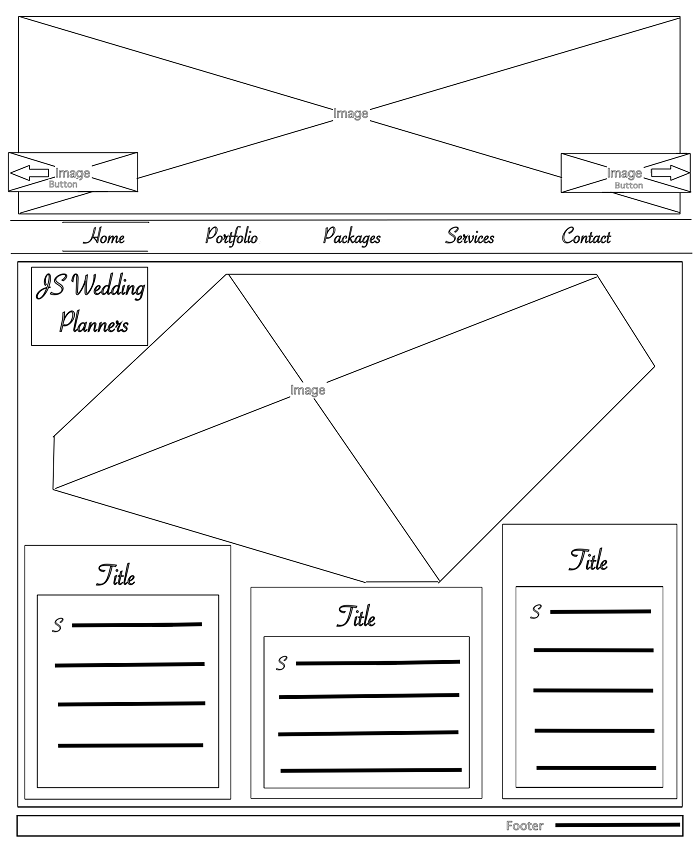 Image
Image
Button
Image
Button
Home Portfolio Packages Services Contact
JS Wedding
Planners
Image
Title
S
Title
S
Title
S
Footer